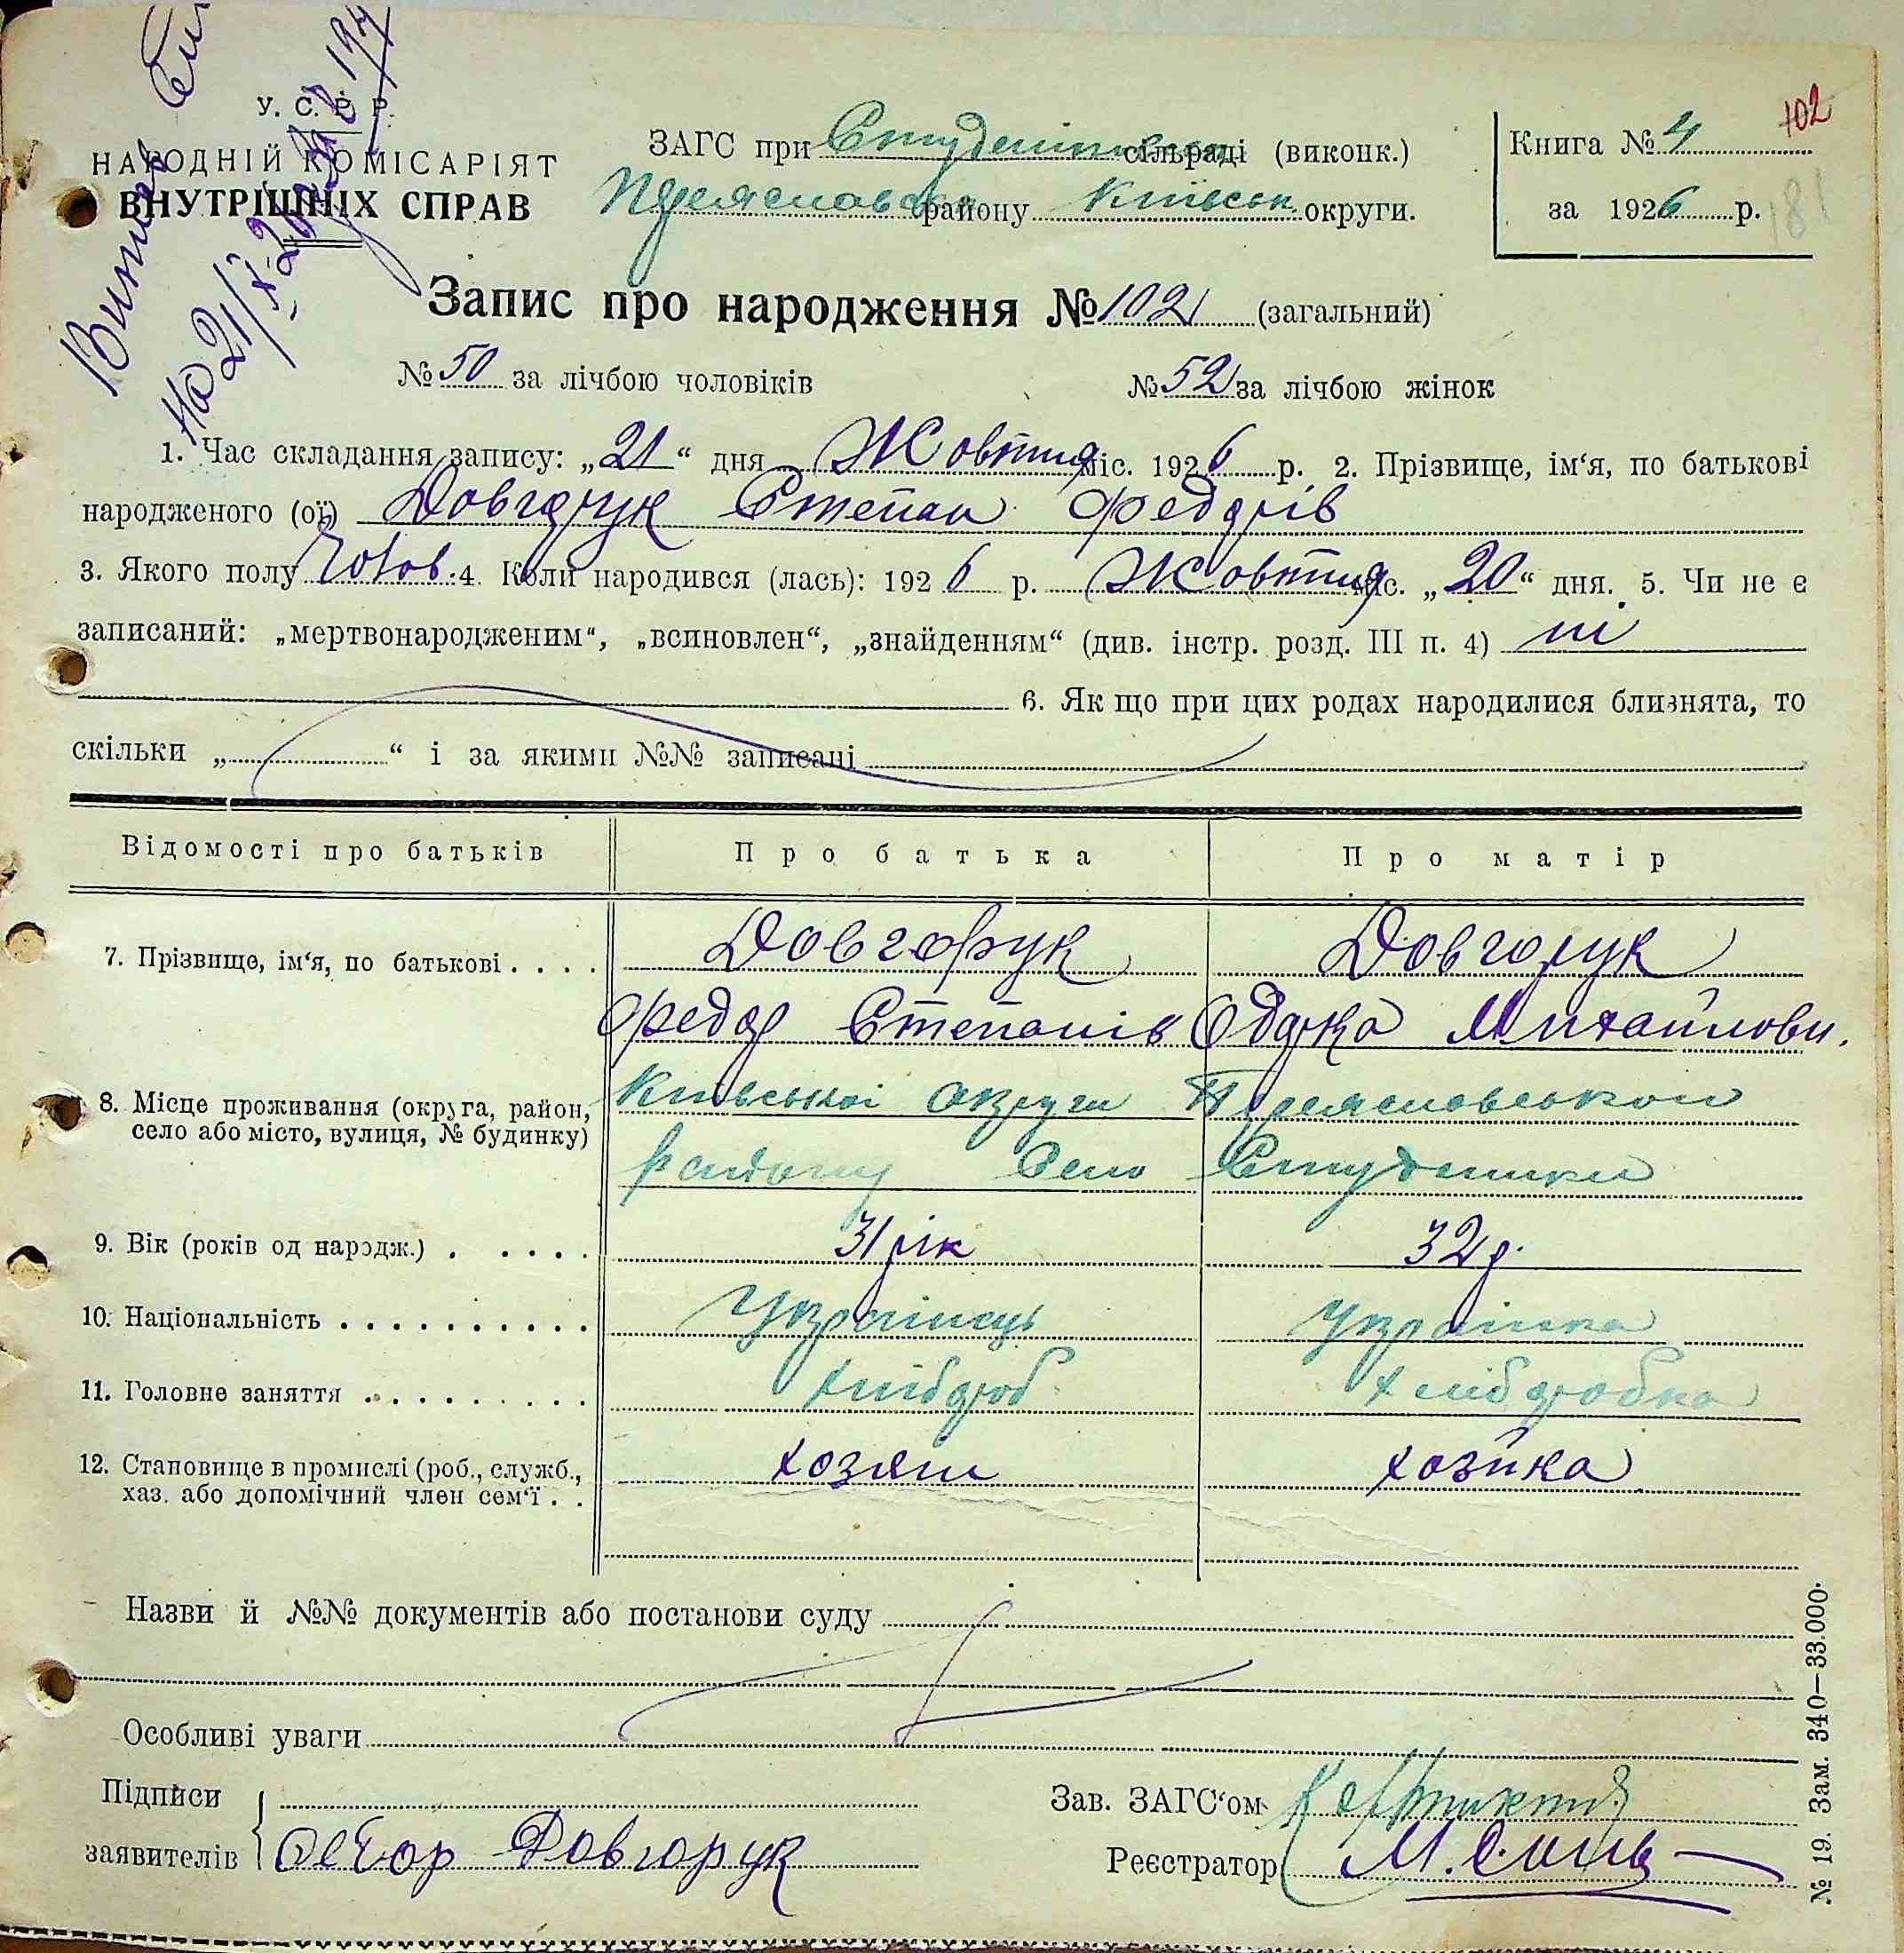 У. С. Р. Р.
НАРОДНІЙ КОМІСАРІЯТ
ВНУТРІШНІХ СПРАВ
ЗАГС при сільраді (виконк.)
району Київськ. округи.
Книга № 4
102
за 1926 р.
181
Запис про народження № 102 (загальний)
№ 50 за лічбою чоловіків № 52 за лічбою жінок
1. Час складання запису: „21“ дня Жовтня міс. 1926 р. 2. Прізвище, ім‘я, по батькові
народженого (ої) Довгорук Степан Федорів
3. Якого полу Чолов. 4. Коли народився (лась): 1926 р. Жовтня міс. „20“ дня. 5. Чи не є
записаний: „мертвонародженим“, „всиновлен“, „знайденням“ (див. інстр. розд. III п. 4) ні
6. Як що при цих родах народилися близнята, то
скільки „ “ і за якими №№ записані
Відомості про батьків Про батька Про матір
7. Прізвище, ім‘я, по батькові . . . . Довгорук Довгорук
Федор Степанів Одарка Михайлови.
8. Місце проживання (округа, район, село або місто, вулиця, № будинку) Київської округи Переяславського
району Село Студеники
9. Вік (років од народж.) . . . . . 31 рік 32 р.
10. Національність . . . . . . . . . . Українець Українка
11. Головне заняття . . . . . . . . . Хлібороб Хліборобка
12. Становище в промислі (роб., служб., хаз. або допомічний член сем‘ї . . хозяїн хозяйка
Назви й №№ документів або постанови суду
Особливі уваги
Підписи
заявителів Федор Довгорук
Зав. ЗАГС‘ом
Реєстратор
№ 19. Зам. 340—33.000.